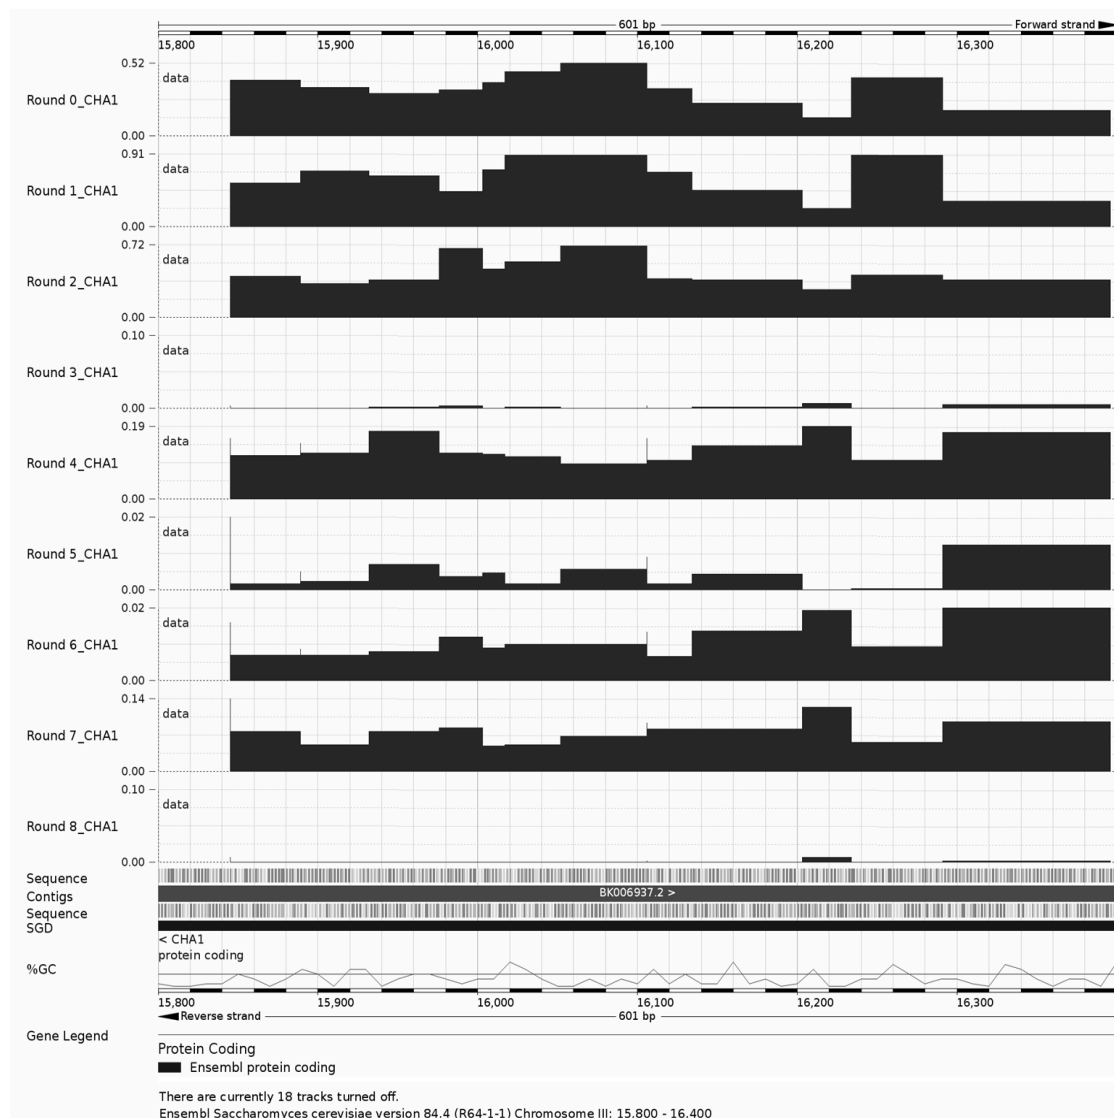 601 bp Forward strand
15,800 15,900 16,000 16,100 16,200 16,300
0.52
data
Round 0_CHA1
0.00
0.91
data
Round 1_CHA1
0.00
0.72
data
Round 2_CHA1
0.00
0.10
data
Round 3_CHA1
0.00
0.19
data
Round 4_CHA1
0.00
0.02
data
Round 5_CHA1
0.00
0.02
data
Round 6_CHA1
0.00
0.14
data
Round 7_CHA1
0.00
0.10
data
Round 8_CHA1
0.00
Sequence
Contigs BK006937.2 >
Sequence
SGD
< CHA1
protein coding
%GC
15,800 15,900 16,000 16,100 16,200 16,300
Reverse strand 601 bp
Gene Legend
Protein Coding
Ensembl protein coding
There are currently 18 tracks turned off.
Ensembl Saccharomyces cerevisiae version 84.4 (R64-1-1) Chromosome III: 15,800 - 16,400